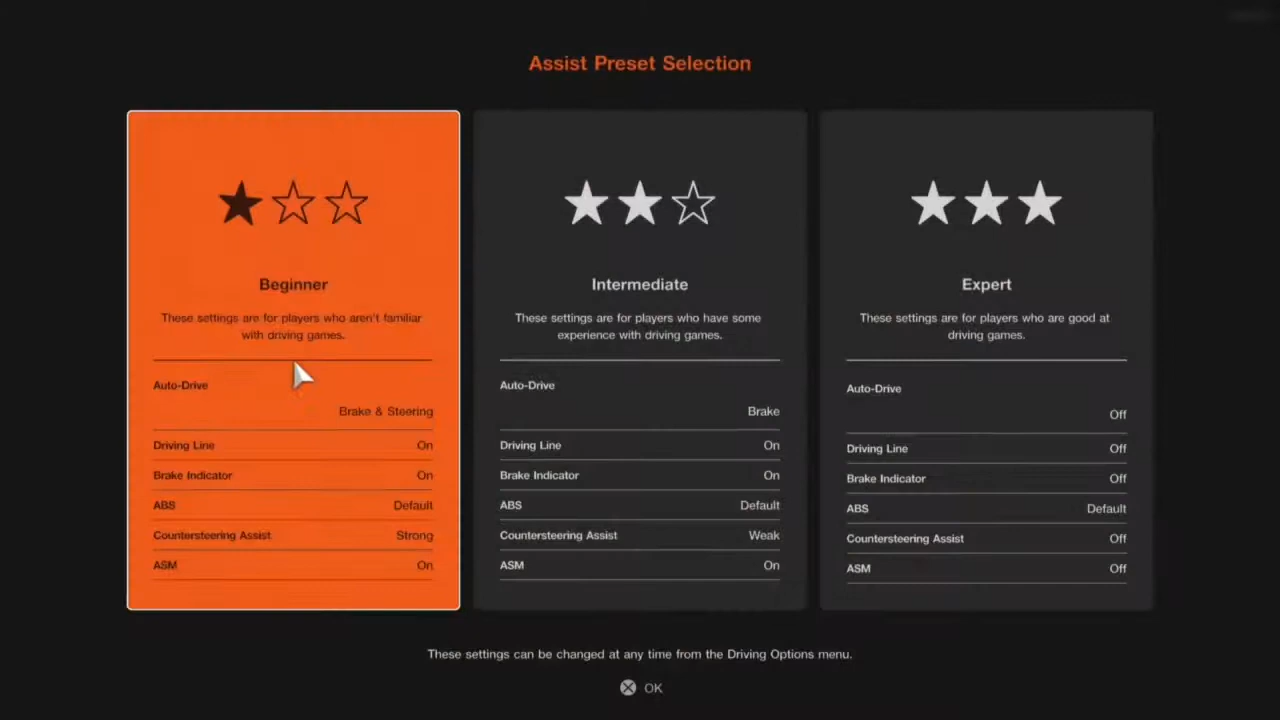 Assist Preset Selection
Beginner
These settings are for players who aren't familiar
with driving games.
Auto-Drive
Brake & Steering
Driving Line On
Brake Indicator On
ABS Default
Countersteering Assist Strong
ASM On
Intermediate
These settings are for players who have some
experience with driving games.
Auto-Drive
Brake
Driving Line On
Brake Indicator On
ABS Default
Countersteering Assist Weak
ASM On
Expert
These settings are for players who are good at
driving games.
Auto-Drive
Off
Driving Line Off
Brake Indicator Off
ABS Default
Countersteering Assist Off
ASM Off
These settings can be changed at any time from the Driving Options menu.
OK